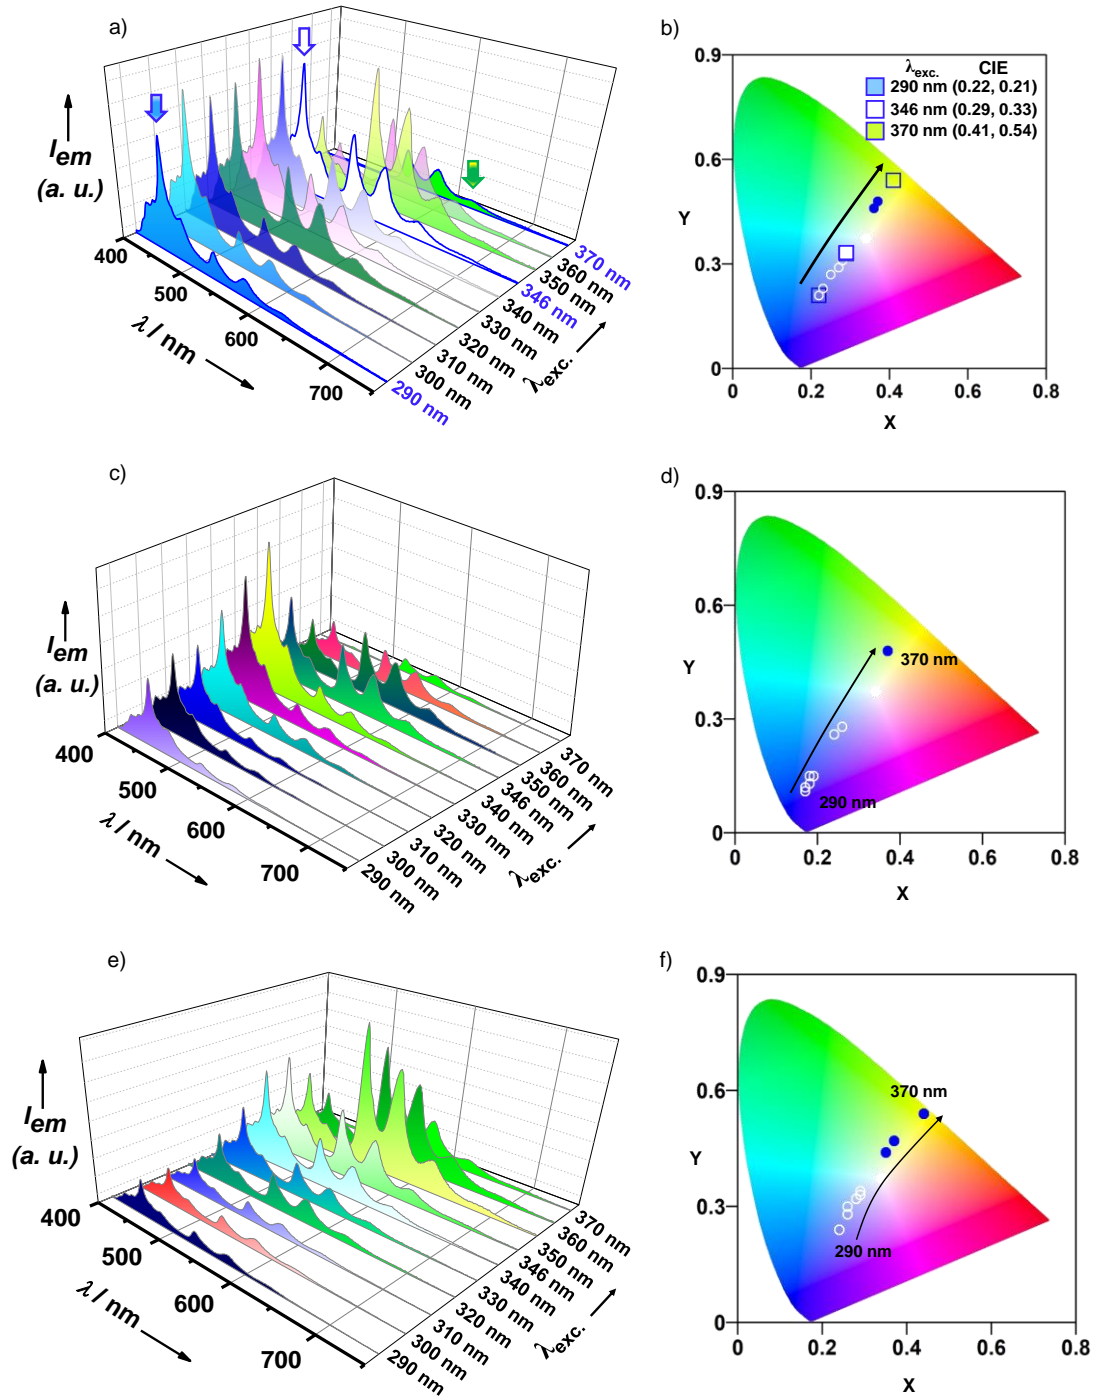 a)
I em
(a. u.)
400
500
600
700
λ / nm
290 nm
300 nm
310 nm
320 nm
330 nm
340 nm
346 nm
350 nm
360 nm
370 nm
λexc.
b)
λexc. CIE
290 nm (0.22, 0.21)
346 nm (0.29, 0.33)
370 nm (0.41, 0.54)
0.9
0.6
Y
0.3
0
0 0.2 0.4 0.6 0.8
X
c)
I em
(a. u.)
400
500
600
700
λ / nm
290 nm
300 nm
310 nm
320 nm
330 nm
340 nm
346 nm
350 nm
360 nm
370 nm
λexc.
d)
0.9
0.6
Y
370 nm
0.3
290 nm
0
0 0.2 0.4 0.6 0.8
X
e)
I em
(a. u.)
400
500
600
700
λ / nm
290 nm
300 nm
310 nm
320 nm
330 nm
340 nm
346 nm
350 nm
360 nm
370 nm
λexc.
f)
0.9
370 nm
0.6
Y
0.3
290 nm
0
0 0.2 0.4 0.6 0.8
X